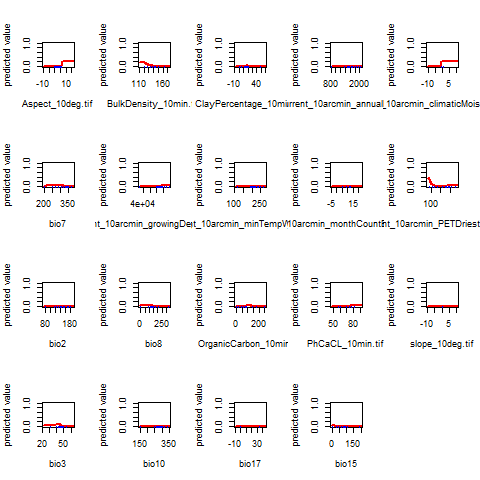 predicted value
0.0 1.0
-10 10
Aspect_10deg.tif
predicted value
0.0 1.0
110 160
BulkDensity_10min.
predicted value
0.0 1.0
-10 40
ClayPercentage_10mi
predicted value
0.0 1.0
800 2000
rrent_10arcmin_annual
predicted value
0.0 1.0
-10 5
_10arcmin_climaticMois
predicted value
0.0 1.0
200 350
bio7
predicted value
0.0 1.0
4e+04
t_10arcmin_growingDe
predicted value
0.0 1.0
100 250
t_10arcmin_minTemp
predicted value
0.0 1.0
-5 15
10arcmin_monthCount
predicted value
0.0 1.0
100
t_10arcmin_PETDriest
predicted value
0.0 1.0
80 180
bio2
predicted value
0.0 1.0
0 250
bio8
predicted value
0.0 1.0
0 200
OrganicCarbon_10mir
predicted value
0.0 1.0
50 80
PhCaCL_10min.tif
predicted value
0.0 1.0
-10 5
slope_10deg.tif
predicted value
0.0 1.0
20 50
bio3
predicted value
0.0 1.0
150 350
bio10
predicted value
0.0 1.0
-10 30
bio17
predicted value
0.0 1.0
0 150
bio15